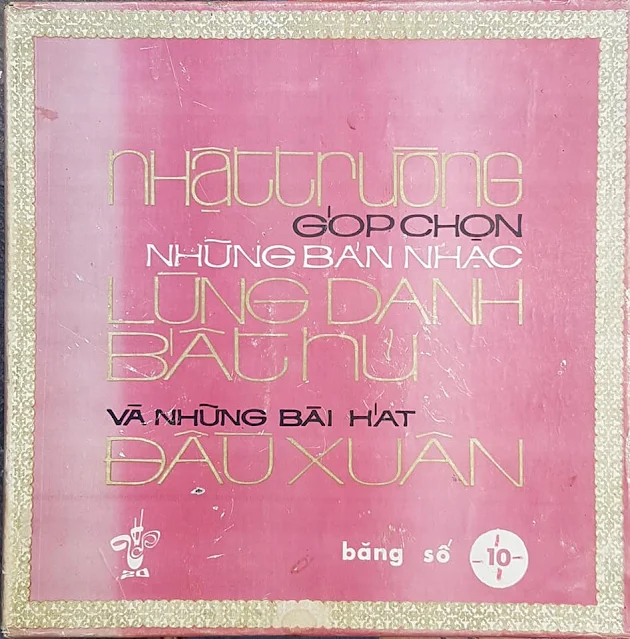 NHẬT TRƯỜNG
GÓP CHỌN
NHỮNG BẢN NHẠC
LỪNG DANH
BẤT HỦ
VÀ NHỮNG BÀI HÁT
ĐẦU XUÂN
băng số 10
20